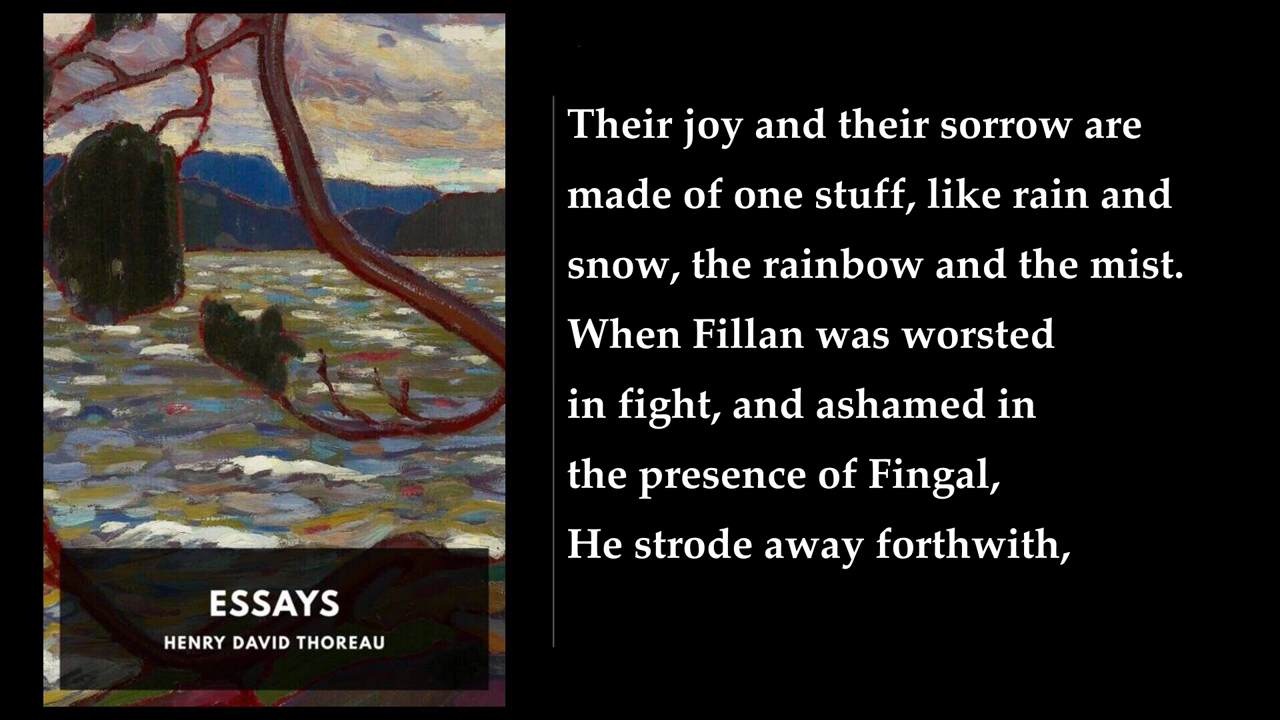 Their joy and their sorrow are
made of one stuff, like rain and
snow, the rainbow and the mist.
When Fillan was worsted
in fight, and ashamed in
the presence of Fingal,
He strode away forthwith,
ESSAYS
HENRY DAVID THOREAU